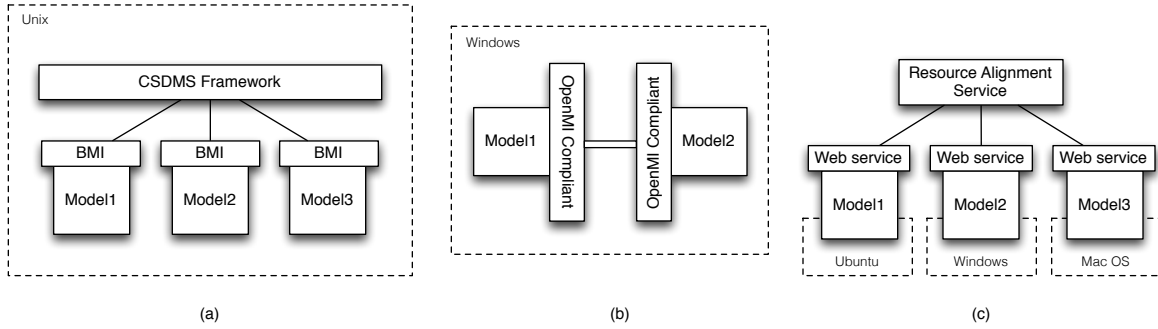 Unix
CSDMS Framework
BMI
BMI
BMI
Model1
Model2
Model3
(a)
Windows
Model1
OpenMI Compliant
OpenMI Compliant
Model2
(b)
Resource Alignment
Service
Web service
Web service
Web service
Model1
Model2
Model3
Ubuntu
Windows
Mac OS
(c)